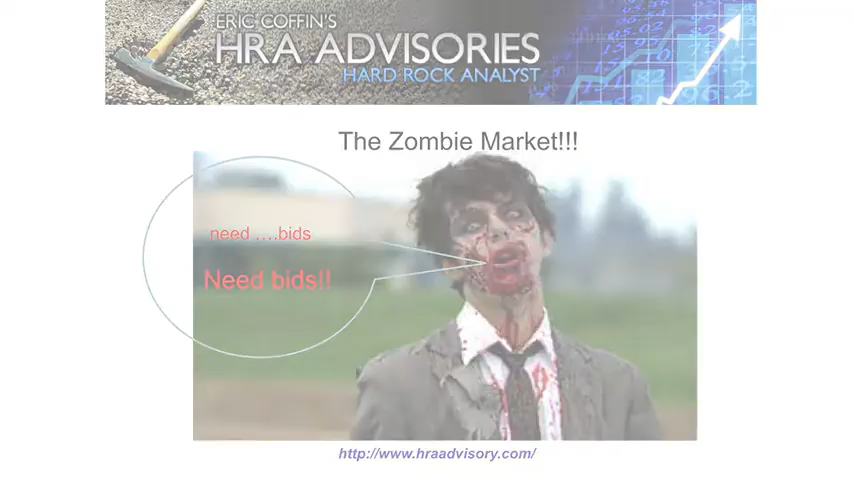 ERIC COFFIN'S
HRA ADVISORIES
HARD ROCK ANALYST
The Zombie Market!!!
need ….bids
Need bids!!
http://www.hraadvisory.com/